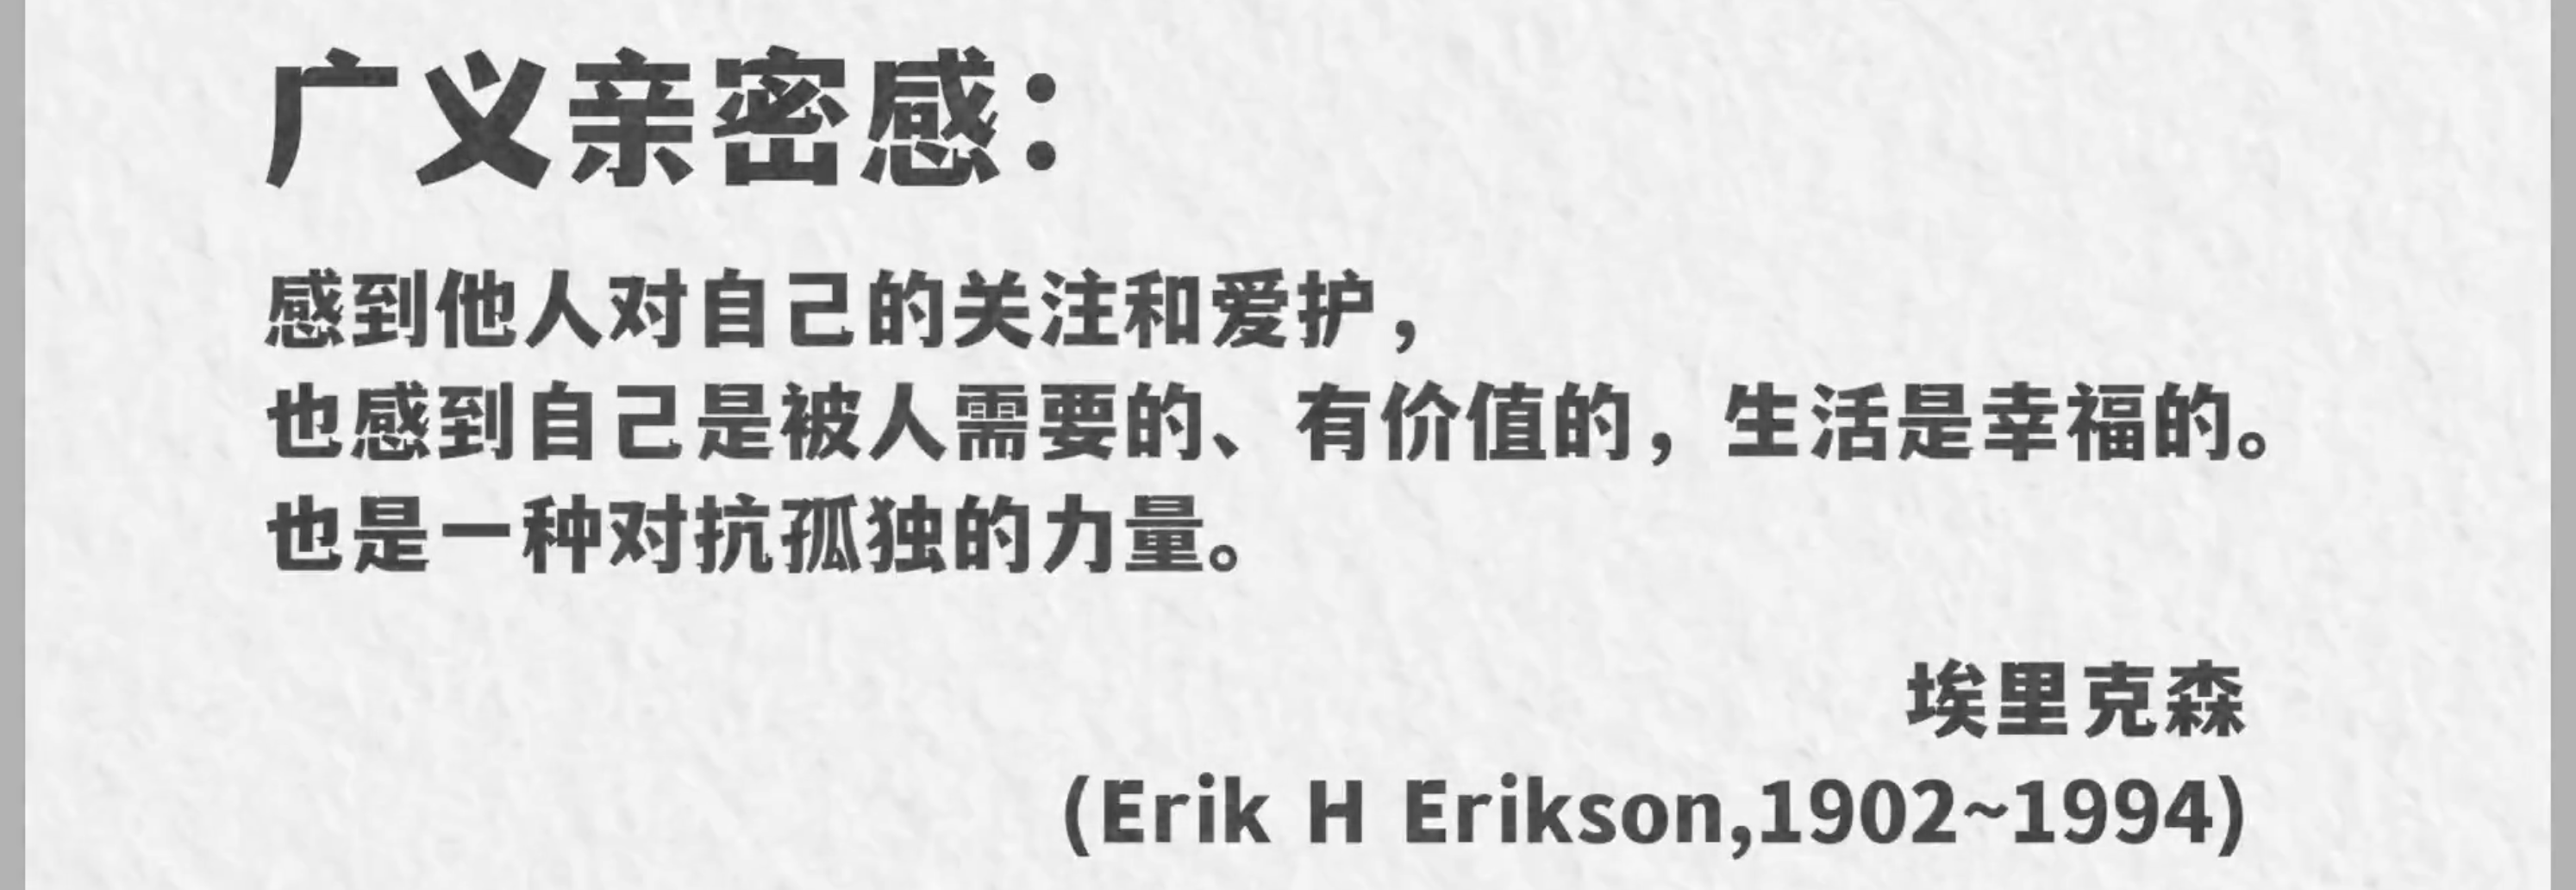 广义亲密感：
感到他人对自己的关注和爱护，
也感到自己是被人需要的、有价值的，生活是幸福的。
也是一种对抗孤独的力量。
埃里克森
(Erik H Erikson,1902~1994)